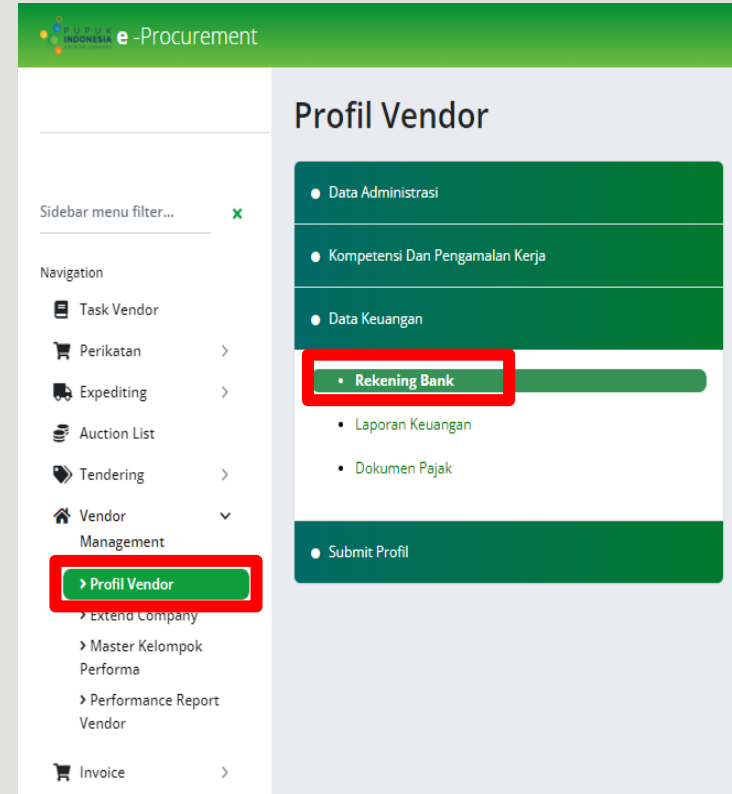 PUPUK
INDONESIA
e -Procurement
Profil Vendor
Sidebar menu filter...
x
Navigation
Task Vendor
Perikatan
Expediting
Auction List
Tendering
Vendor
Management
Profil Vendor
Extend Company
Master Kelompok
Performa
Performance Report
Vendor
Invoice
Data Administrasi
Kompetensi Dan Pengamalan Kerja
Data Keuangan
Rekening Bank
Laporan Keuangan
Dokumen Pajak
Submit Profil